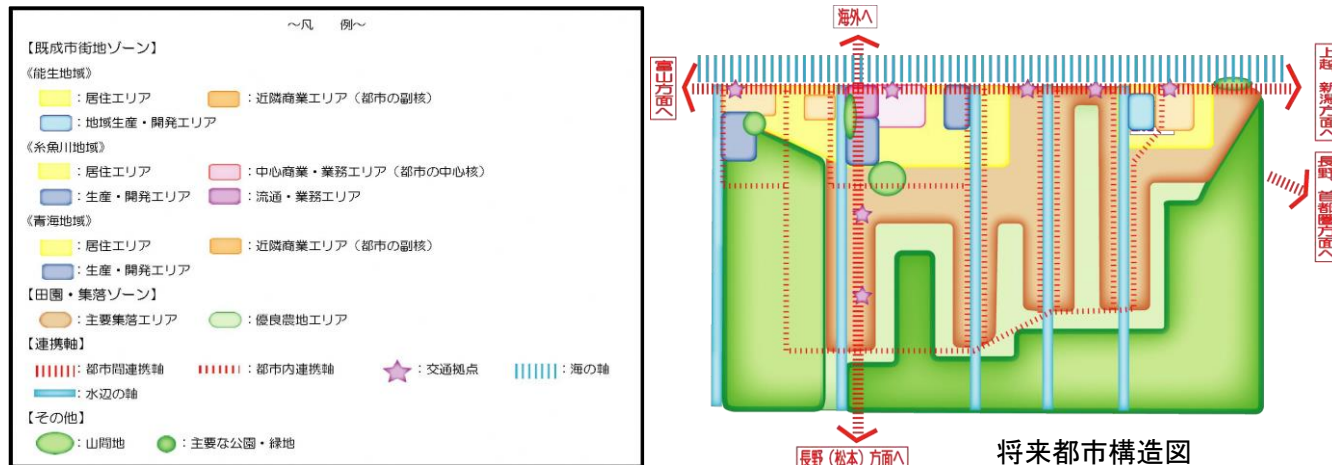 ～凡　例～
【既成市街地ゾーン】
《能生地域》
：居住エリア　：近隣商業エリア（都市の副核）
：地域生産・開発エリア
《糸魚川地域》
：居住エリア　：中心商業・業務エリア（都市の中心核）
：生産・開発エリア　：流通・業務エリア
《青海地域》
：居住エリア　：近隣商業エリア（都市の副核）
：生産・開発エリア
【田園・集落ゾーン】
：主要集落エリア　：優良農地エリア
【連携軸】
：都市間連携軸　：都市内連携軸　：交通拠点　：海の軸
：水辺の軸
【その他】
：山間地　：主要な公園・緑地
海外へ
富山方面へ
上越　新潟方面へ
長野　首都圏方面へ
長野（松本）方面へ
将来都市構造図